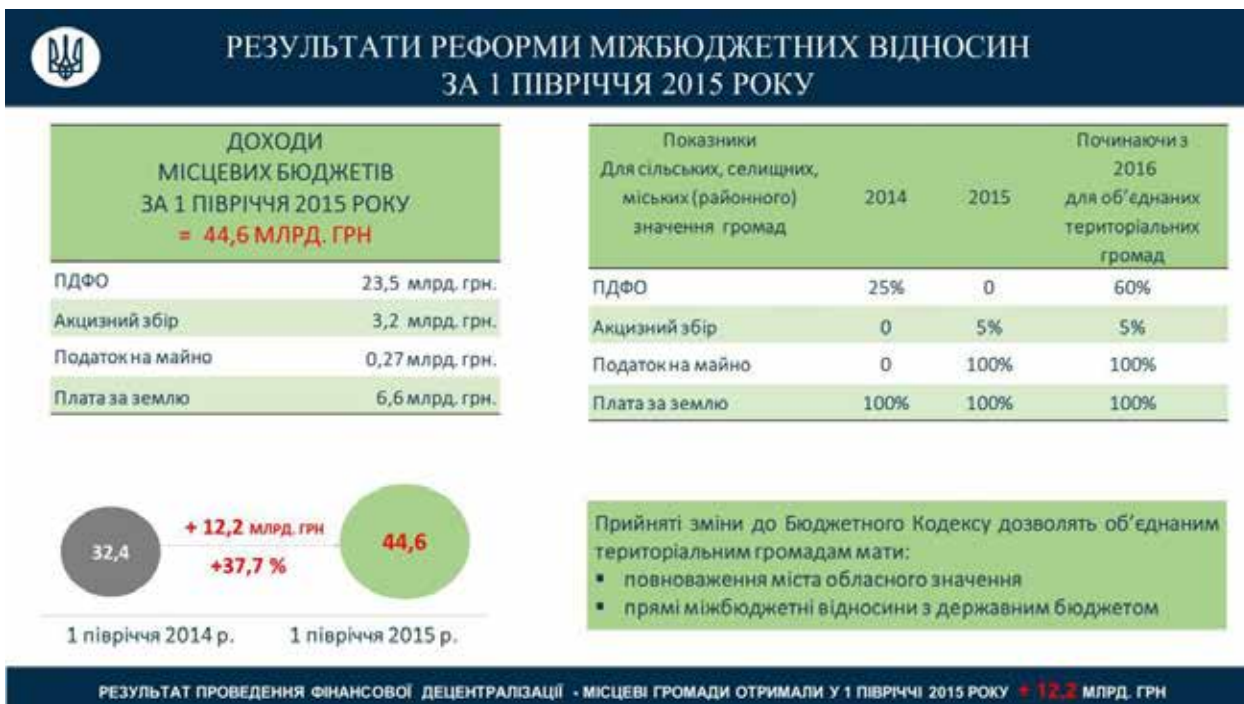 РЕЗУЛЬТАТИ РЕФОРМИ МІЖБЮДЖЕТНИХ ВІДНОСИН
ЗА 1 ПІВРІЧЧЯ 2015 РОКУ
ДОХОДИ
МІСЦЕВИХ БЮДЖЕТІВ
ЗА 1 ПІВРІЧЧЯ 2015 РОКУ
= 44,6 МЛРД. ГРН
ПДФО 23,5 млрд. грн.
Акцизний збір 3,2 млрд. грн.
Податок на майно 0,27 млрд. грн.
Плата за землю 6,6 млрд. грн.
Показники
Для сільських, селищних,
міських (районного)
значення громад
2014
2015
Починаючи з
2016
для об’єднаних
територіальних
громад
ПДФО 25% 0 60%
Акцизний збір 0 5% 5%
Податок на майно 0 100% 100%
Плата за землю 100% 100% 100%
32,4
+ 12,2 МЛРД. ГРН
+37,7 %
44,6
1 півріччя 2014 р. 1 півріччя 2015 р.
Прийняті зміни до Бюджетного Кодексу дозволять об’єднаним
територіальним громадам мати:
▪ повноваження міста обласного значення
▪ прямі міжбюджетні відносини з державним бюджетом
РЕЗУЛЬТАТ ПРОВЕДЕННЯ ФІНАНСОВОЇ ДЕЦЕНТРАЛІЗАЦІЇ - МІСЦЕВІ ГРОМАДИ ОТРИМАЛИ У 1 ПІВРІЧЧІ 2015 РОКУ + 12,2 МЛРД. ГРН